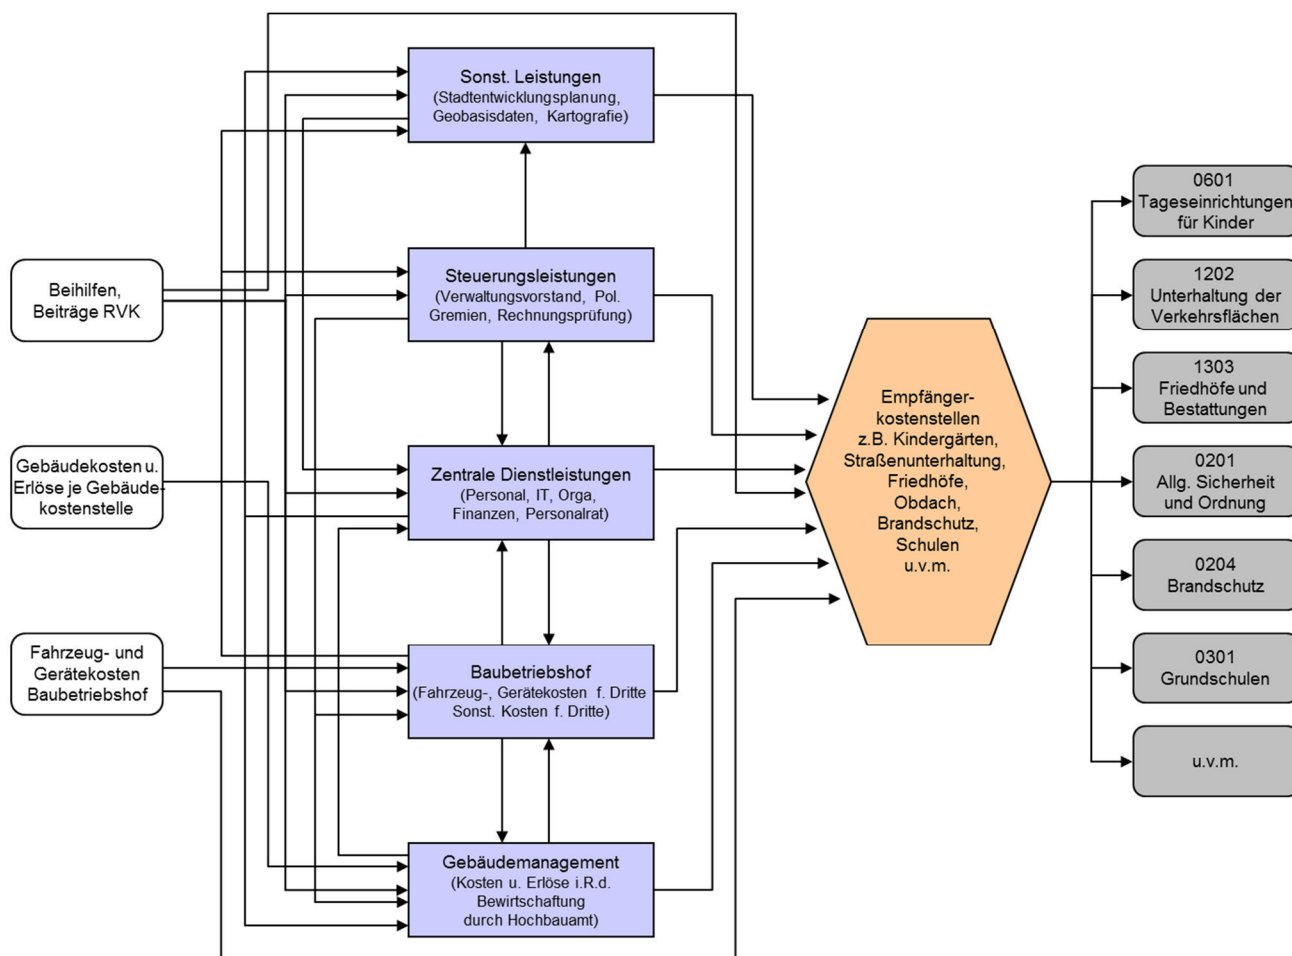 Sonst. Leistungen
(Stadtentwicklungsplanung,
Geobasisdaten, Kartografie)
Steuerungsleistungen
(Verwaltungsvorstand, Pol.
Gremien, Rechnungsprüfung)
Zentrale Dienstleistungen
(Personal, IT, Orga,
Finanzen, Personalrat)
Baubetriebshof
(Fahrzeug-, Gerätekosten f. Dritte
Sonst. Kosten f. Dritte)
Gebäudemanagement
(Kosten u. Erlöse i.R.d.
Bewirtschaftung
durch Hochbauamt)
Beihilfen,
Beiträge RVK
Gebäudekosten u.
Erlöse je Gebäude-
kostenstelle
Fahrzeug- und
Gerätekosten
Baubetriebshof
Empfänger-
kostenstellen
z.B. Kindergärten,
Straßenunterhaltung,
Friedhöfe,
Obdach,
Brandschutz,
Schulen
u.v.m.
0601
Tageseinrichtungen
für Kinder
1202
Unterhaltung der
Verkehrsflächen
1303
Friedhöfe und
Bestattungen
0201
Allg. Sicherheit
und Ordnung
0204
Brandschutz
0301
Grundschulen
u.v.m.